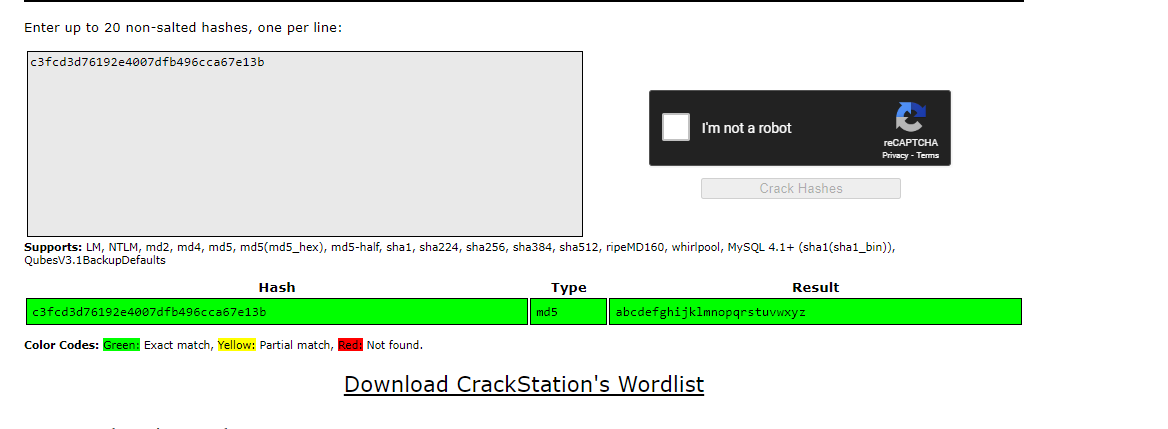 Enter up to 20 non-salted hashes, one per line:
c3fcd3d76192e4007dfb496cca67e13b
I'm not a robot
reCAPTCHA
Privacy - Terms
Crack Hashes
Supports: LM, NTLM, md2, md4, md5, md5(md5_hex), md5-half, sha1, sha224, sha256, sha384, sha512, ripeMD160, whirlpool, MySQL 4.1+ (sha1(sha1_bin)),
QubesV3.1BackupDefaults
Hash Type Result
c3fcd3d76192e4007dfb496cca67e13b md5 abcdefghijklmnopqrstuvwxyz
Color Codes: Green: Exact match, Yellow: Partial match, Red: Not found.
Download CrackStation's Wordlist